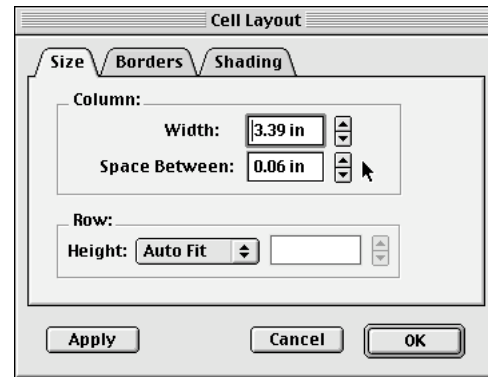 Cell Layout
Size Borders Shading
Column:
Width: 3.39 in
Space Between: 0.06 in
Row:
Height: Auto Fit
Apply Cancel OK